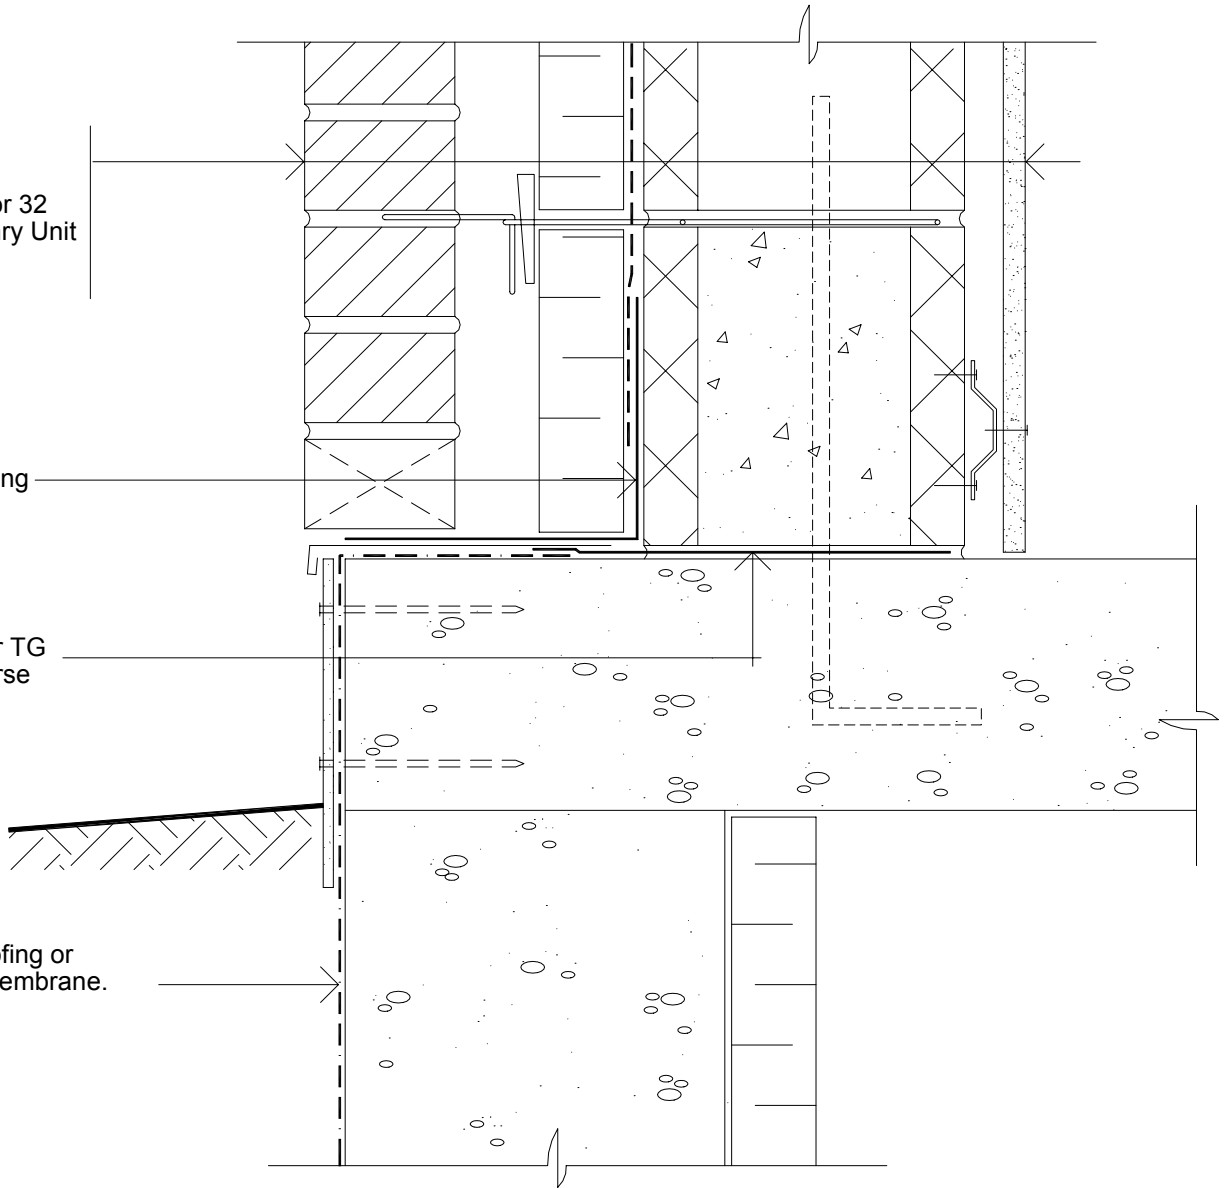 or 32
ry Unit
ng
TG
rse
fing or
embrane.